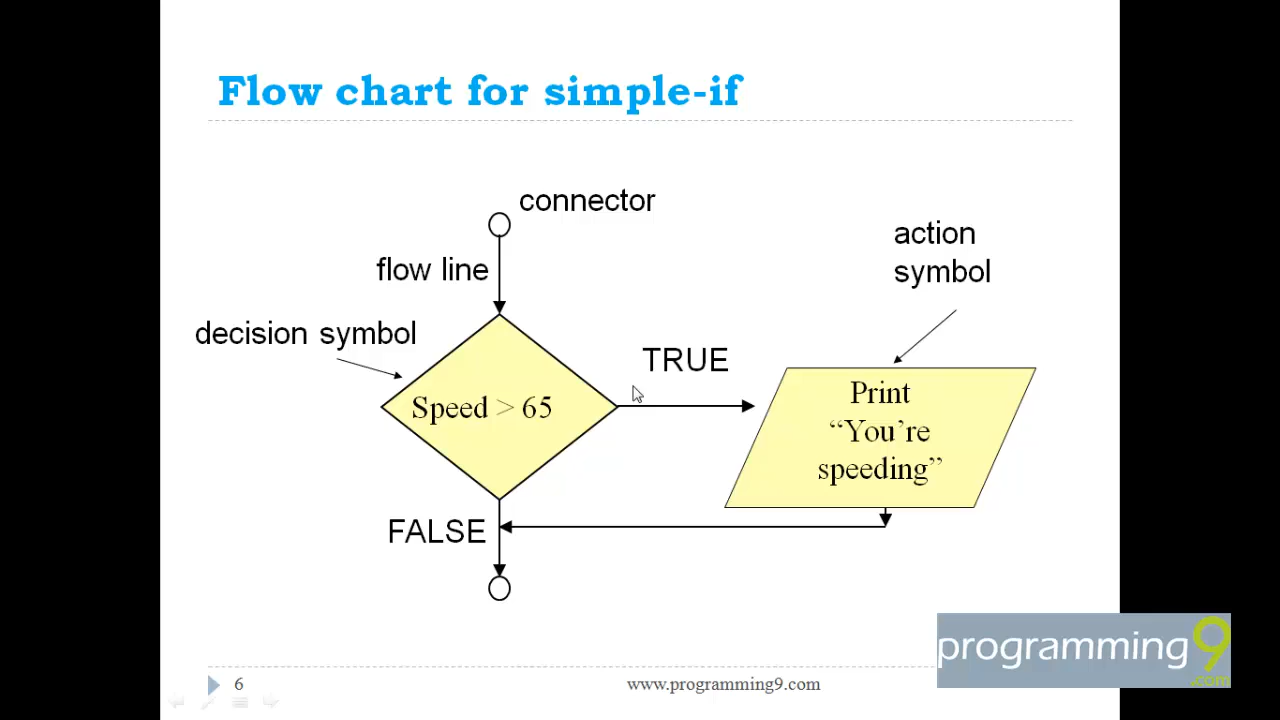 Flow chart for simple-if
connector
action
symbol
flow line
decision symbol
TRUE
Speed > 65
Print
“You’re
speeding”
FALSE
programming9
.com
6
www.programming9.com